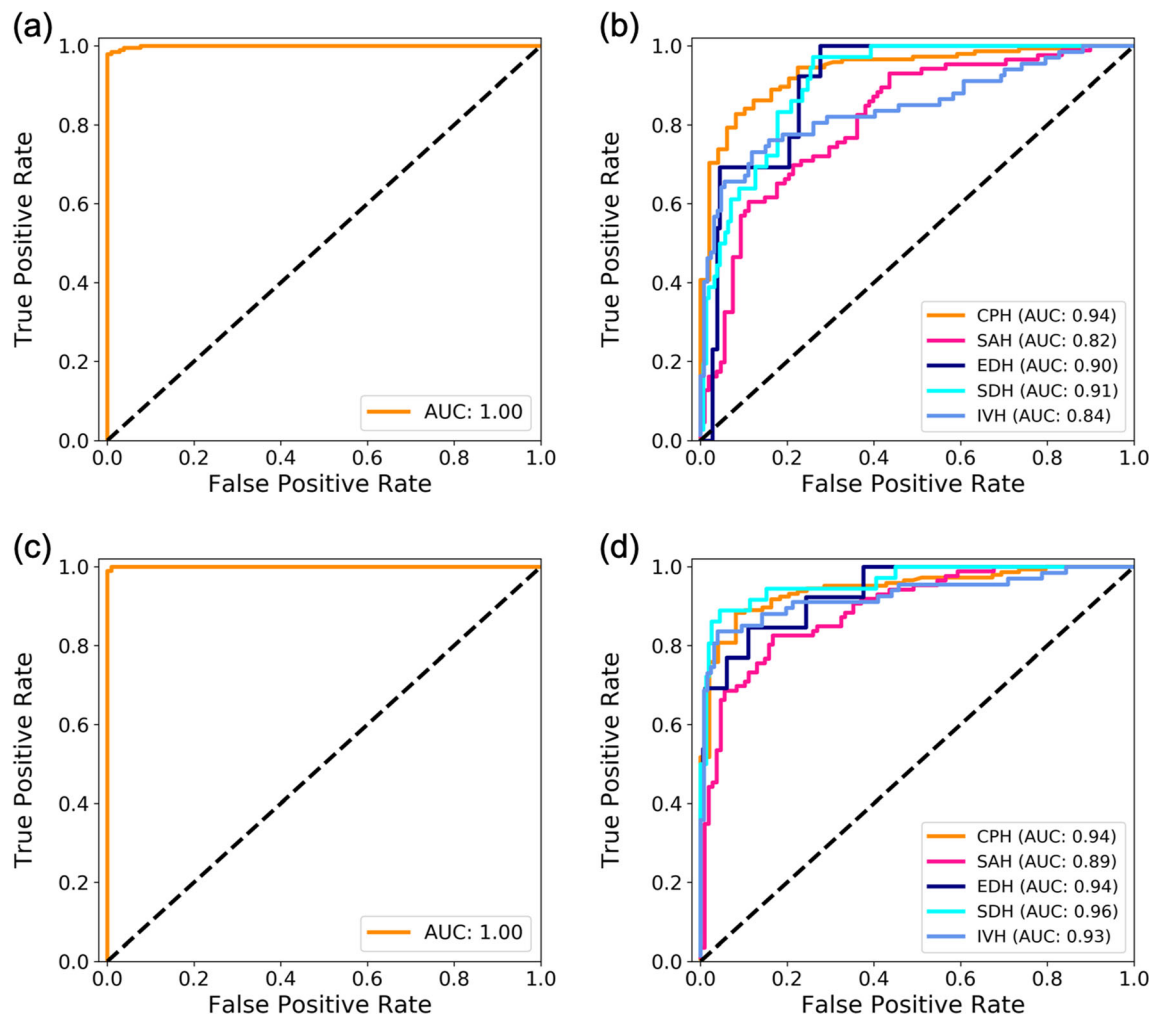 (a)
1.0
0.8
0.6
0.4
0.2
0.0
True Positive Rate
AUC: 1.00
0.0 0.2 0.4 0.6 0.8 1.0
False Positive Rate
(b)
1.0
0.8
0.6
0.4
0.2
0.0
True Positive Rate
CPH (AUC: 0.94)
SAH (AUC: 0.82)
EDH (AUC: 0.90)
SDH (AUC: 0.91)
IVH (AUC: 0.84)
0.0 0.2 0.4 0.6 0.8 1.0
False Positive Rate
(c)
1.0
0.8
0.6
0.4
0.2
0.0
True Positive Rate
AUC: 1.00
0.0 0.2 0.4 0.6 0.8 1.0
False Positive Rate
(d)
1.0
0.8
0.6
0.4
0.2
0.0
True Positive Rate
CPH (AUC: 0.94)
SAH (AUC: 0.89)
EDH (AUC: 0.94)
SDH (AUC: 0.96)
IVH (AUC: 0.93)
0.0 0.2 0.4 0.6 0.8 1.0
False Positive Rate